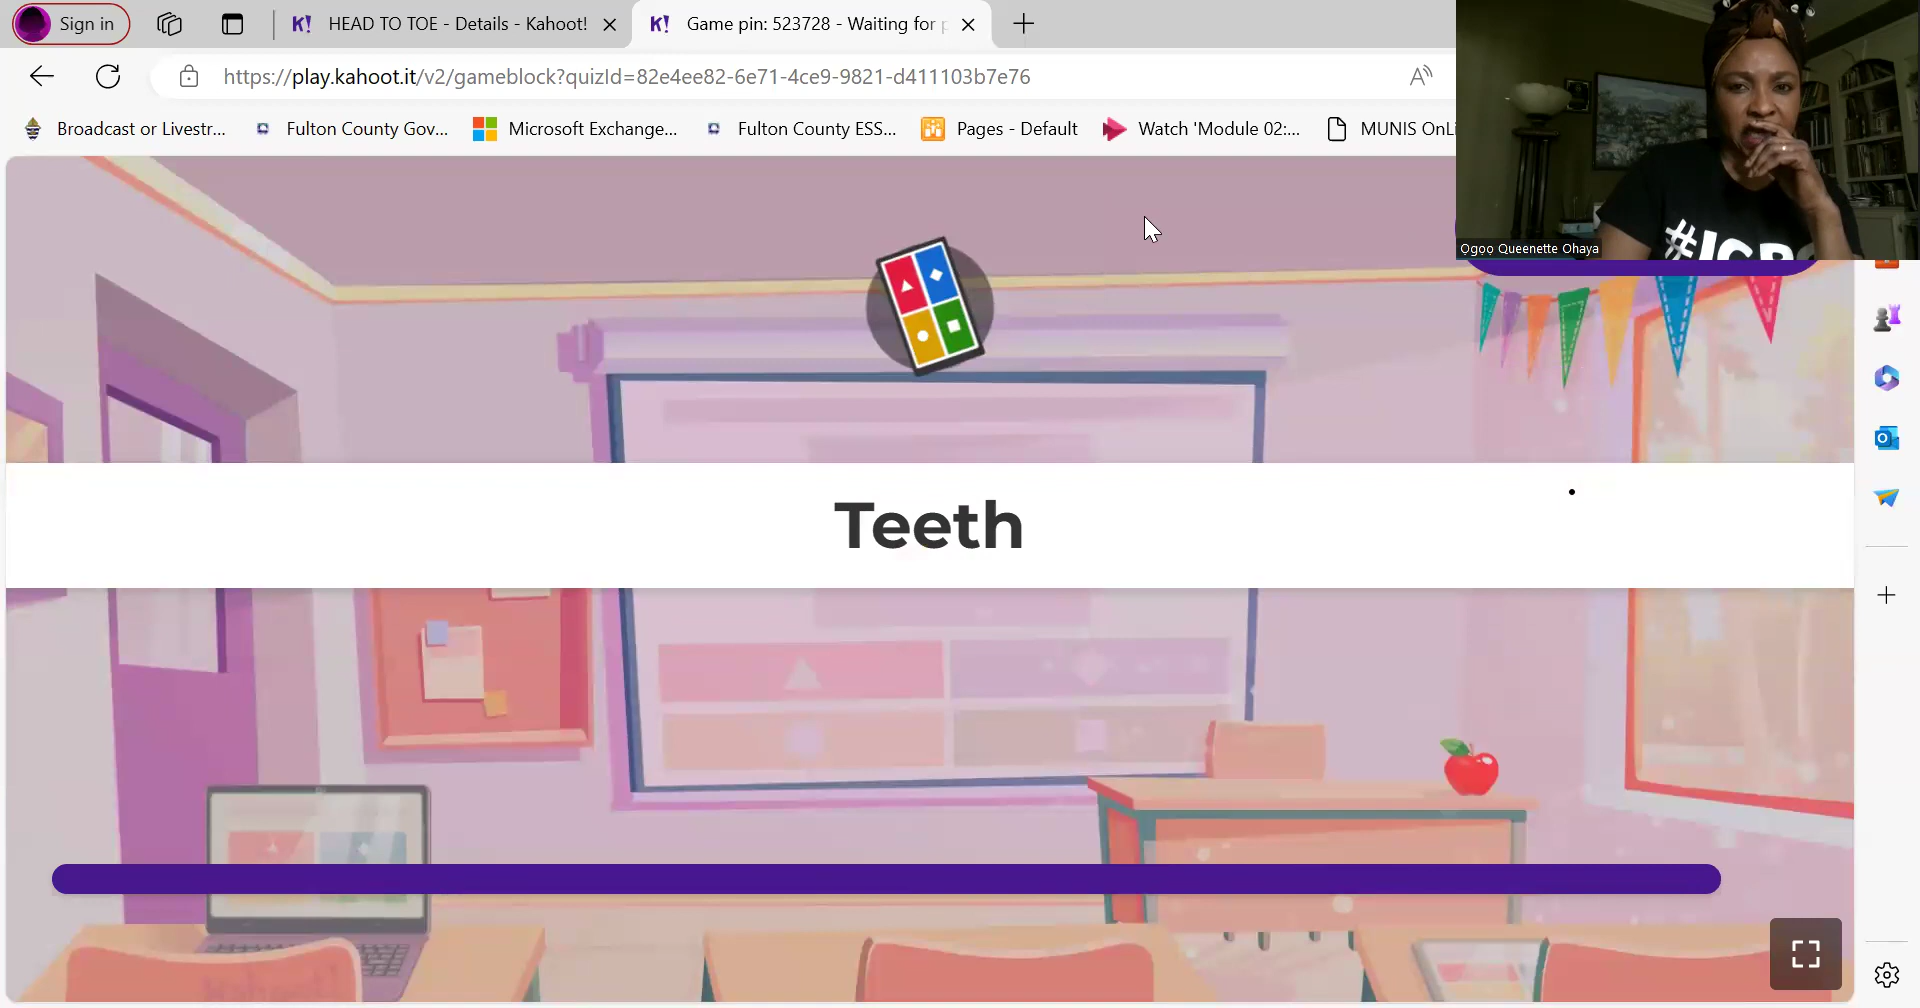 Sign in
HEAD TO TOE - Details - Kahoot!
Game pin: 523728 - Waiting for
https://play.kahoot.it/v2/gameblock?quizId=82e4ee82-6e71-4ce9-9821-d411103b7e76
Broadcast or Livestr...
Fulton County Gov...
Microsoft Exchange...
Fulton County ESS...
Pages - Default
Watch 'Module 02:...
MUNIS OnLi
Ọgọọ Queenette Ohaya
Teeth